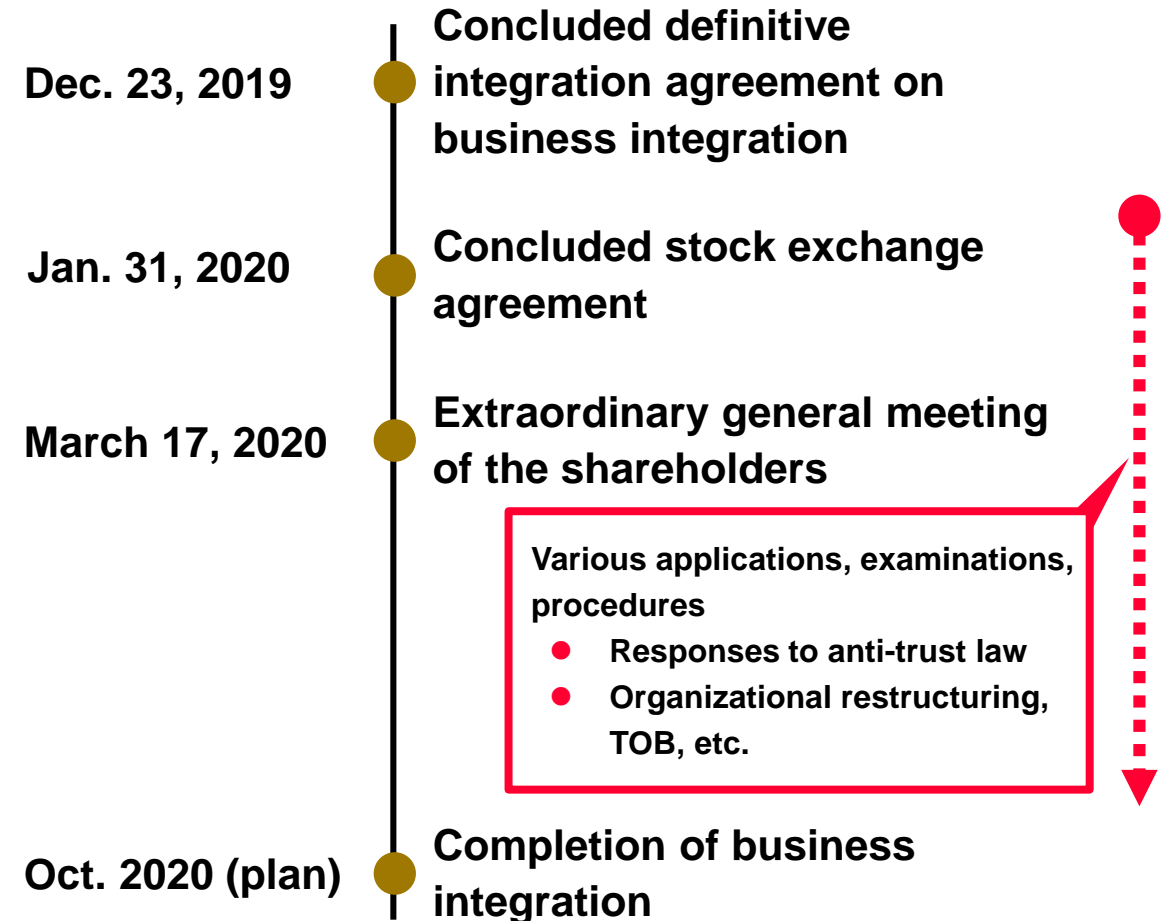 Dec. 23, 2019
Concluded definitive
integration agreement on
business integration
Jan. 31, 2020
Concluded stock exchange
agreement
March 17, 2020
Extraordinary general meeting
of the shareholders
Various applications, examinations,
procedures
● Responses to anti-trust law
● Organizational restructuring,
TOB, etc.
Oct. 2020 (plan)
Completion of business
integration